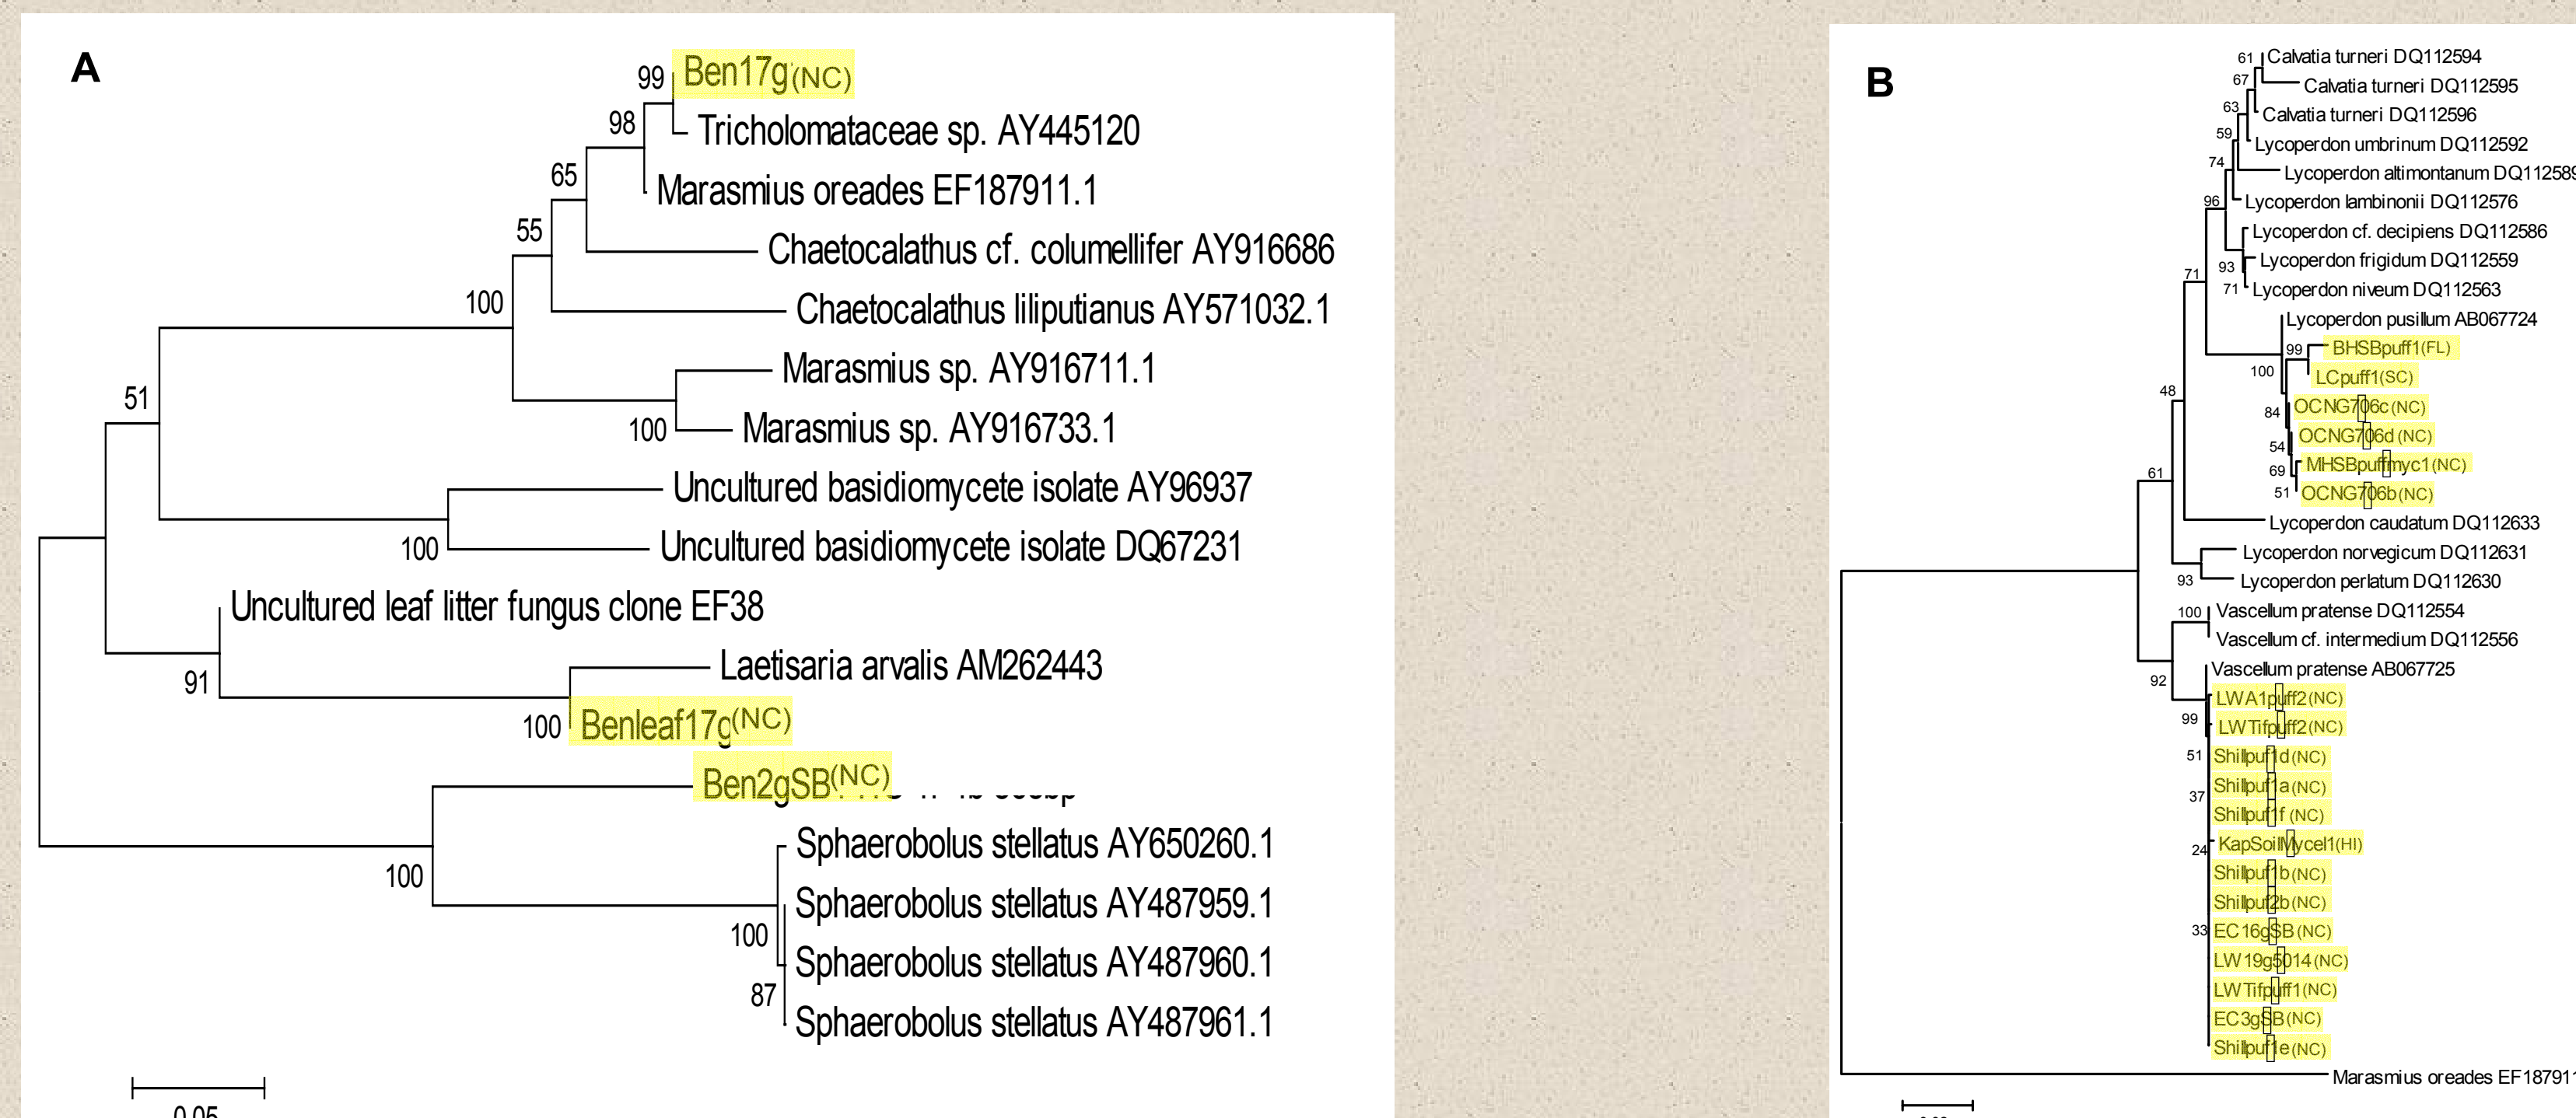 A
99
Ben17g (NC)
98
Tricholomataceae sp. AY445120
65
Marasmius oreades EF187911.1
55
Chaetocalathus cf. columellifer AY916686
100
Chaetocalathus liliputianus AY571032.1
Marasmius sp. AY916711.1
51
100
Marasmius sp. AY916733.1
Uncultured basidiomycete isolate AY96937
100
Uncultured basidiomycete isolate DQ67231
Uncultured leaf litter fungus clone EF38
91
Laetisaria arvalis AM262443
100
Benleaf17g (NC)
Ben2gSB (NC)
100
Sphaerobolus stellatus AY650260.1
Sphaerobolus stellatus AY487959.1
100
Sphaerobolus stellatus AY487960.1
87
Sphaerobolus stellatus AY487961.1
0.05
B
61
Calvatia turneri DQ112594
67
Calvatia turneri DQ112595
63
Calvatia turneri DQ112596
59
Lycoperdon umbrinum DQ112592
74
Lycoperdon altimontanum DQ112589
96
Lycoperdon lambinonii DQ112576
Lycoperdon cf. decipiens DQ112586
93
Lycoperdon frigidum DQ112559
71
71
Lycoperdon niveum DQ112563
Lycoperdon pusillum AB067724
99
BHSBpuff1 (FL)
100
LCpuff1 (SC)
48
84
OCNG706c (NC)
54
OCNG706d (NC)
69
MHSBpuffmyc1 (NC)
61
51
OCNG706b (NC)
Lycoperdon caudatum DQ112633
Lycoperdon norvegicum DQ112631
93
Lycoperdon perlatum DQ112630
100
Vascellum pratense DQ112554
Vascellum cf. intermedium DQ112556
92
Vascellum pratense AB067725
LWA1puff2 (NC)
99
LWTifpuff2 (NC)
51
Shillpuf1d (NC)
37
Shillpuf1a (NC)
Shillpuf1f (NC)
24
KapSoilMycel1 (HI)
Shillpuf1b (NC)
Shillpuf2b (NC)
33
EC16gSB (NC)
LW19g5014 (NC)
LWTifpuff1 (NC)
EC3gSB (NC)
Shillpuf1e (NC)
Marasmius oreades EF187911